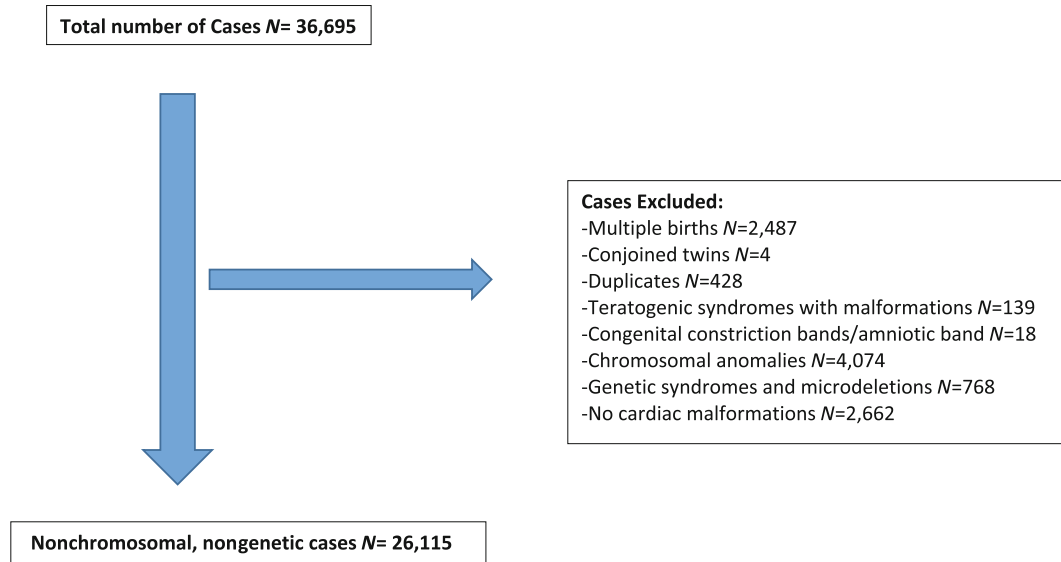 Total number of Cases N= 36,695
Cases Excluded:
-Multiple births N=2,487
-Conjoined twins N=4
-Duplicates N=428
-Teratogenic syndromes with malformations N=139
-Congenital constriction bands/amniotic band N=18
-Chromosomal anomalies N=4,074
-Genetic syndromes and microdeletions N=768
-No cardiac malformations N=2,662
Nonchromosomal, nongenetic cases N= 26,115